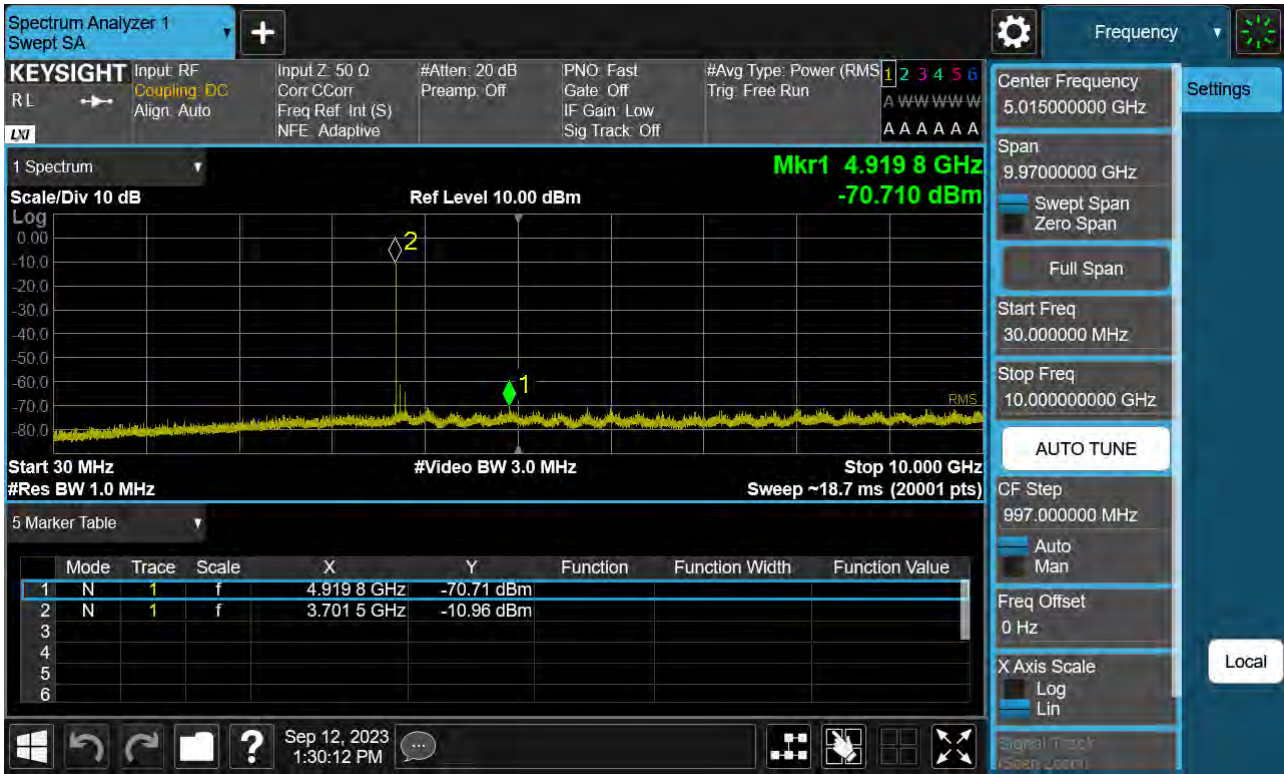 Spectrum Analyzer 1
Swept SA
+
Frequency
KEYSIGHT
RL
LXI
Input: RF
Coupling: DC
Align: Auto
Input Z: 50 Ω
Corr CCorr
Freq Ref: Int (S)
NFE: Adaptive
#Atten: 20 dB
Preamp: Off
PNO: Fast
Gate: Off
IF Gain: Low
Sig Track: Off
#Avg Type: Power (RMS
Trig: Free Run
1 2 3 4 5 6
A W W W W W
A A A A A A
1 Spectrum
Mkr1 4.919 8 GHz
-70.710 dBm
Scale/Div 10 dB
Ref Level 10.00 dBm
Log
0.00
-10.0
-20.0
-30.0
-40.0
-50.0
-60.0
-70.0
-80.0
2
1
RMS
Start 30 MHz
#Video BW 3.0 MHz
Stop 10.000 GHz
#Res BW 1.0 MHz
Sweep ~18.7 ms (20001 pts)
5 Marker Table
Mode Trace Scale X Y Function Function Width Function Value
1 N 1 f 4.919 8 GHz -70.71 dBm
2 N 1 f 3.701 5 GHz -10.96 dBm
3
4
5
6
Sep 12, 2023
1:30:12 PM
?
Center Frequency
5.015000000 GHz
Settings
Span
9.97000000 GHz
Swept Span
Zero Span
Full Span
Start Freq
30.000000 MHz
Stop Freq
10.000000000 GHz
AUTO TUNE
CF Step
997.000000 MHz
Auto
Man
Freq Offset
0 Hz
X Axis Scale
Log
Lin
Local
Signal Track
(Span Zoom)